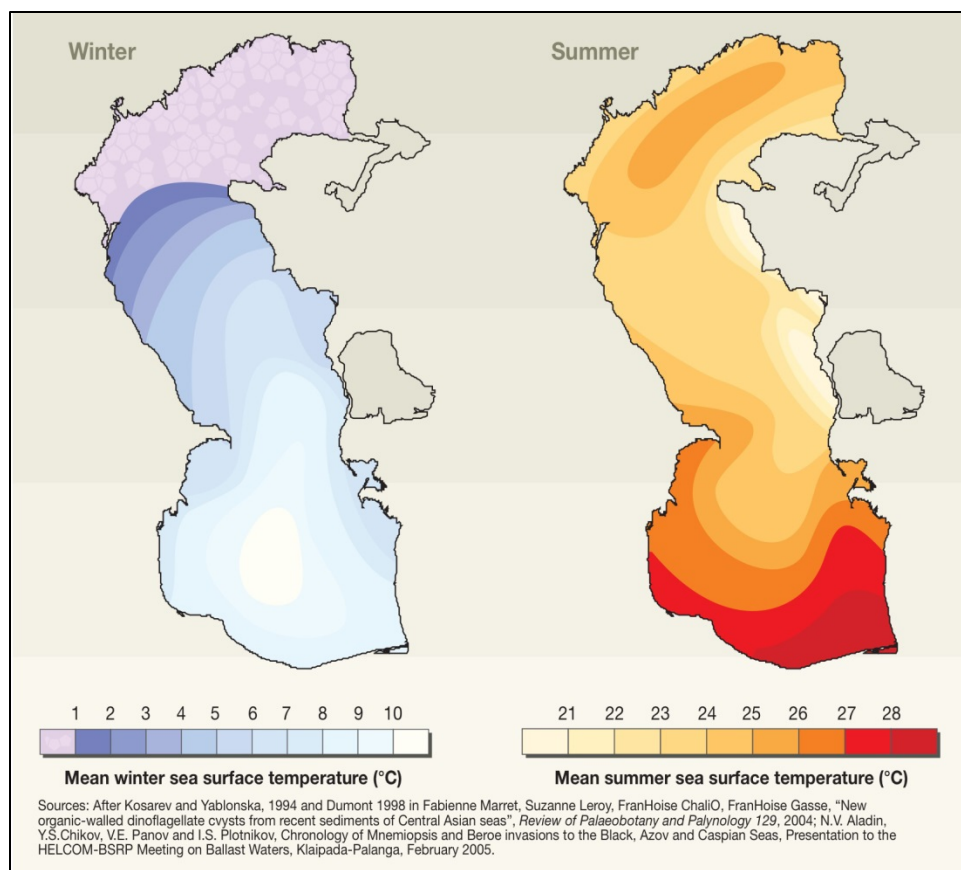 Winter
Summer
1 2 3 4 5 6 7 8 9 10
21 22 23 24 25 26 27 28
Mean winter sea surface temperature (°C)
Mean summer sea surface temperature (°C)
Sources: After Kosarev and Yablonska, 1994 and Dumont 1998 in Fabienne Marret, Suzanne Leroy, FranHoise ChaliO, FranHoise Gasse, “New
organic-walled dinoflagellate cvysts from recent sediments of Central Asian seas”, Review of Palaeobotany and Palynology 129, 2004; N.V. Aladin,
Y.S.Chikov, V.E. Panov and I.S. Plotnikov, Chronology of Mnemiopsis and Beroe invasions to the Black, Azov and Caspian Seas, Presentation to the
HELCOM-BSRP Meeting on Ballast Waters, Klaipada-Palanga, February 2005.